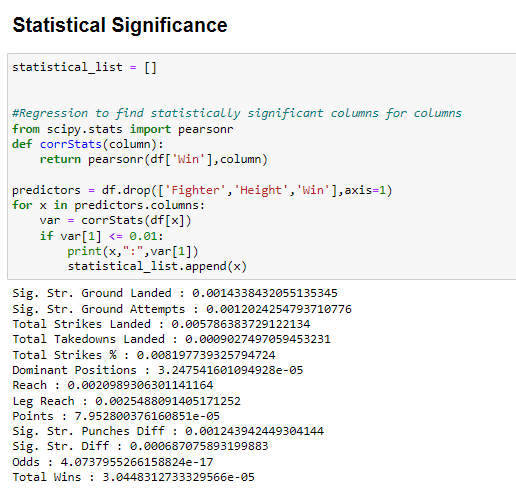 Statistical Significance
statistical_list = []
#Regression to find statistically significant columns for columns
from scipy.stats import pearsonr
def corrStats(column):
    return pearsonr(df['Win'],column)
predictors = df.drop(['Fighter','Height','Win'],axis=1)
for x in predictors.columns:
    var = corrStats(df[x])
    if var[1] <= 0.01:
        print(x,":",var[1])
        statistical_list.append(x)
Sig. Str. Ground Landed : 0.0014338432055135345
Sig. Str. Ground Attempts : 0.0012024254793710776
Total Strikes Landed : 0.005786383729122134
Total Takedowns Landed : 0.0009027497059453231
Total Strikes % : 0.008197739325794724
Dominant Positions : 3.247541601094928e-05
Reach : 0.0020989306301141164
Leg Reach : 0.0025488091405171252
Points : 7.952800376160851e-05
Sig. Str. Punches Diff : 0.001243942449304144
Sig. Str. Diff : 0.000687075893199883
Odds : 4.0737955266158824e-17
Total Wins : 3.0448312733329566e-05